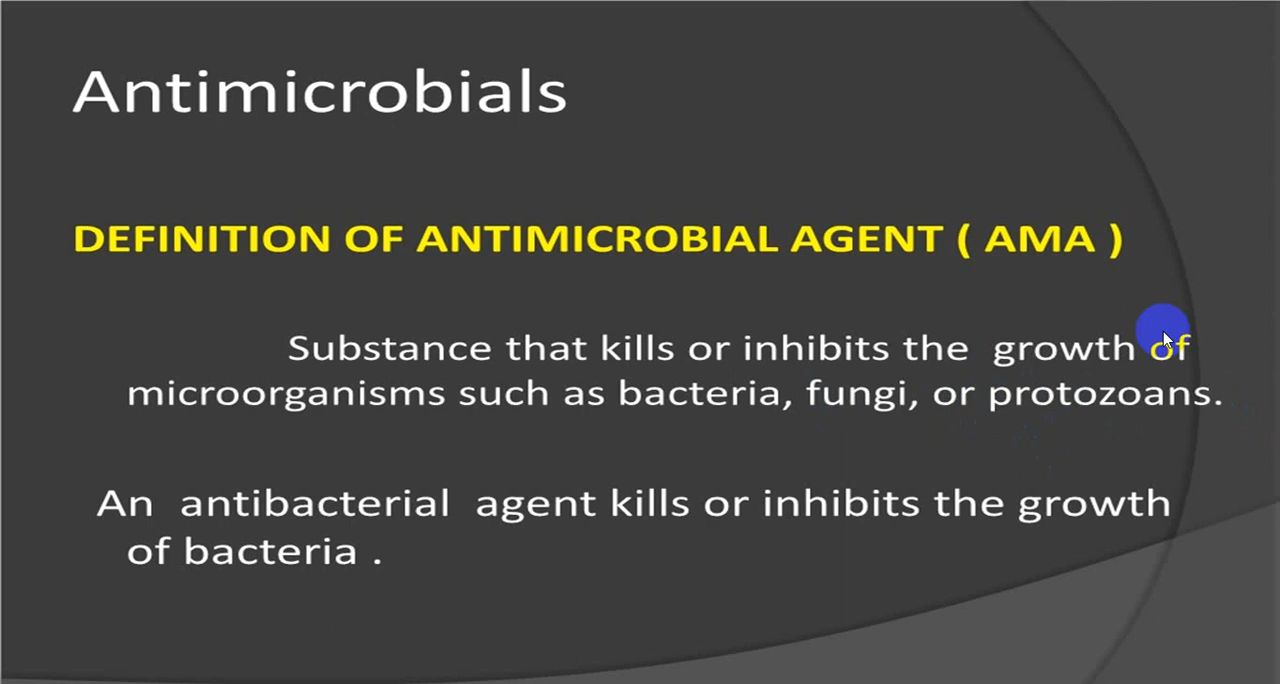 Antimicrobials
DEFINITION OF ANTIMICROBIAL AGENT ( AMA )
Substance that kills or inhibits the growth of
microorganisms such as bacteria, fungi, or protozoans.
An antibacterial agent kills or inhibits the growth
of bacteria .